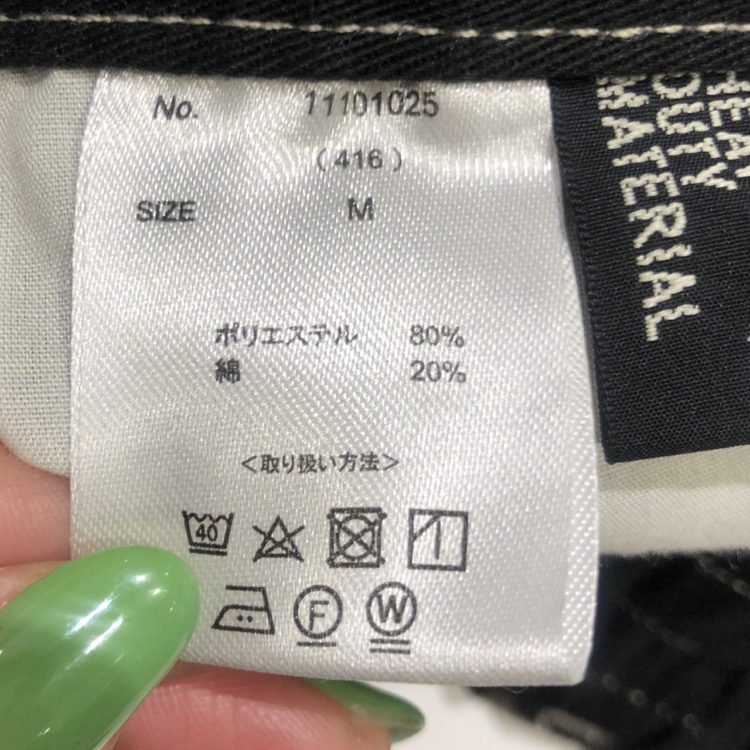 No. 11101025
(416)
SIZE M
ポリエステル 80%
綿 20%
<取り扱い方法>
40
F W
DUTY
MATERIAL